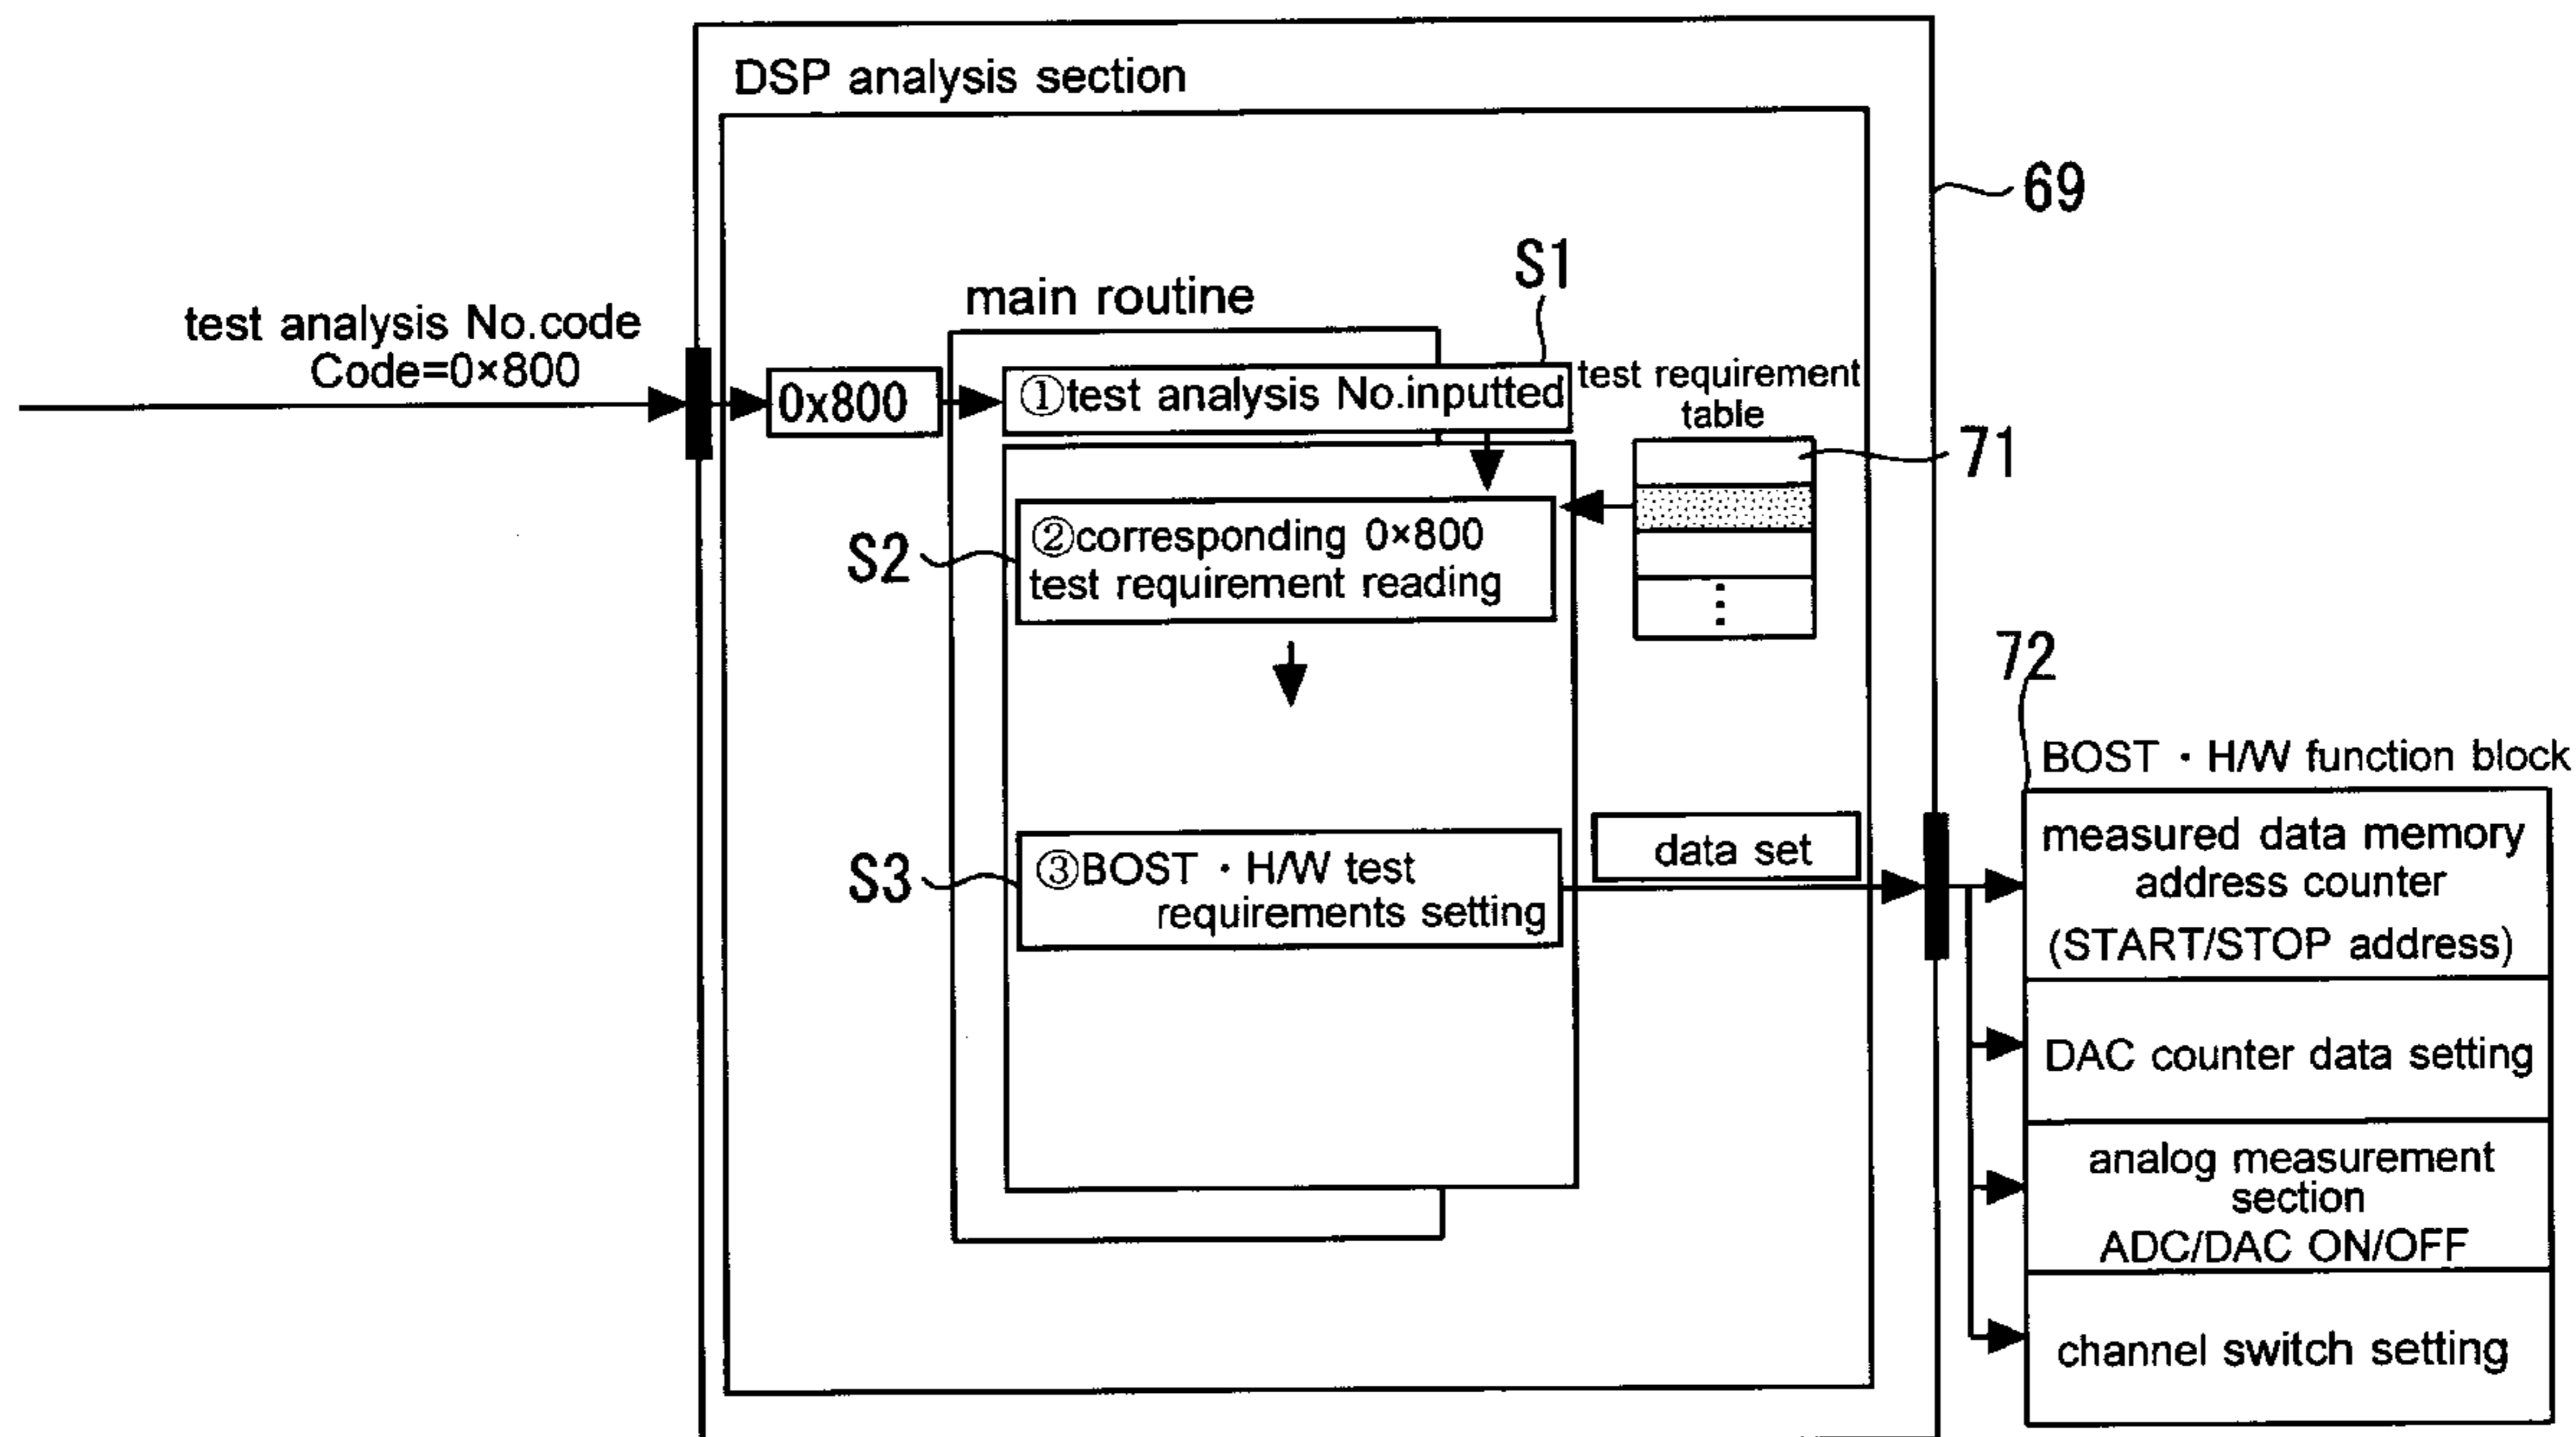 DSP analysis section
69
S1
main routine
test analysis No.code
Code=0×800
0x800
①test analysis No.inputted
test requirement
table
71
S2
②corresponding 0×800
test requirement reading
⋮
72
BOST・H/W function block
S3
③BOST・H/W test
requirements setting
data set
measured data memory
address counter
(START/STOP address)
DAC counter data setting
analog measurement
section
ADC/DAC ON/OFF
channel switch setting